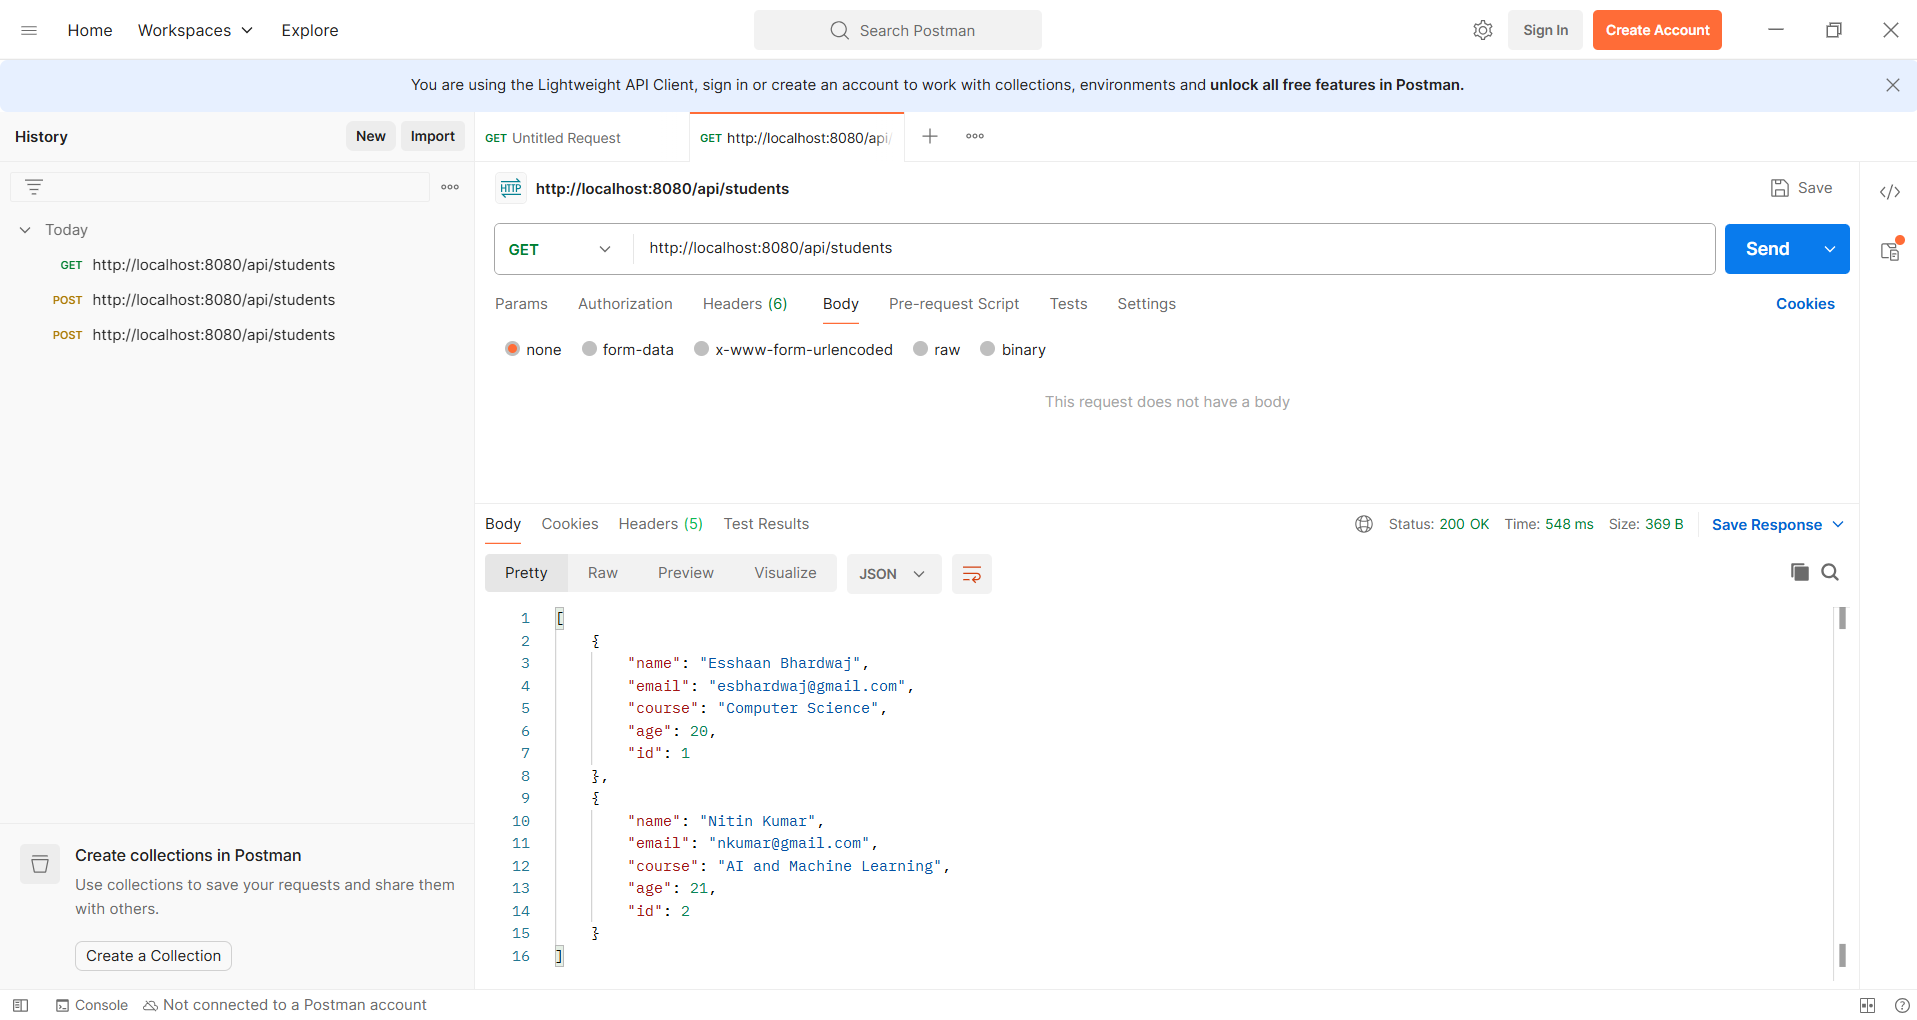 Home Workspaces Explore Search Postman Sign In Create Account
You are using the Lightweight API Client, sign in or create an account to work with collections, environments and unlock all free features in Postman.
History New Import
GET Untitled Request GET http://localhost:8080/api/
HTTP http://localhost:8080/api/students Save
Today
GET http://localhost:8080/api/students
POST http://localhost:8080/api/students
POST http://localhost:8080/api/students
GET http://localhost:8080/api/students Send
Params Authorization Headers (6) Body Pre-request Script Tests Settings Cookies
none form-data x-www-form-urlencoded raw binary
This request does not have a body
Body Cookies Headers (5) Test Results Status: 200 OK Time: 548 ms Size: 369 B Save Response
Pretty Raw Preview Visualize JSON
1 [
2 {
3 "name": "Esshaan Bhardwaj",
4 "email": "esbhardwaj@gmail.com",
5 "course": "Computer Science",
6 "age": 20,
7 "id": 1
8 },
9 {
10 "name": "Nitin Kumar",
11 "email": "nkumar@gmail.com",
12 "course": "AI and Machine Learning",
13 "age": 21,
14 "id": 2
15 }
16 ]
Create collections in Postman
Use collections to save your requests and share them
with others.
Create a Collection
Console Not connected to a Postman account